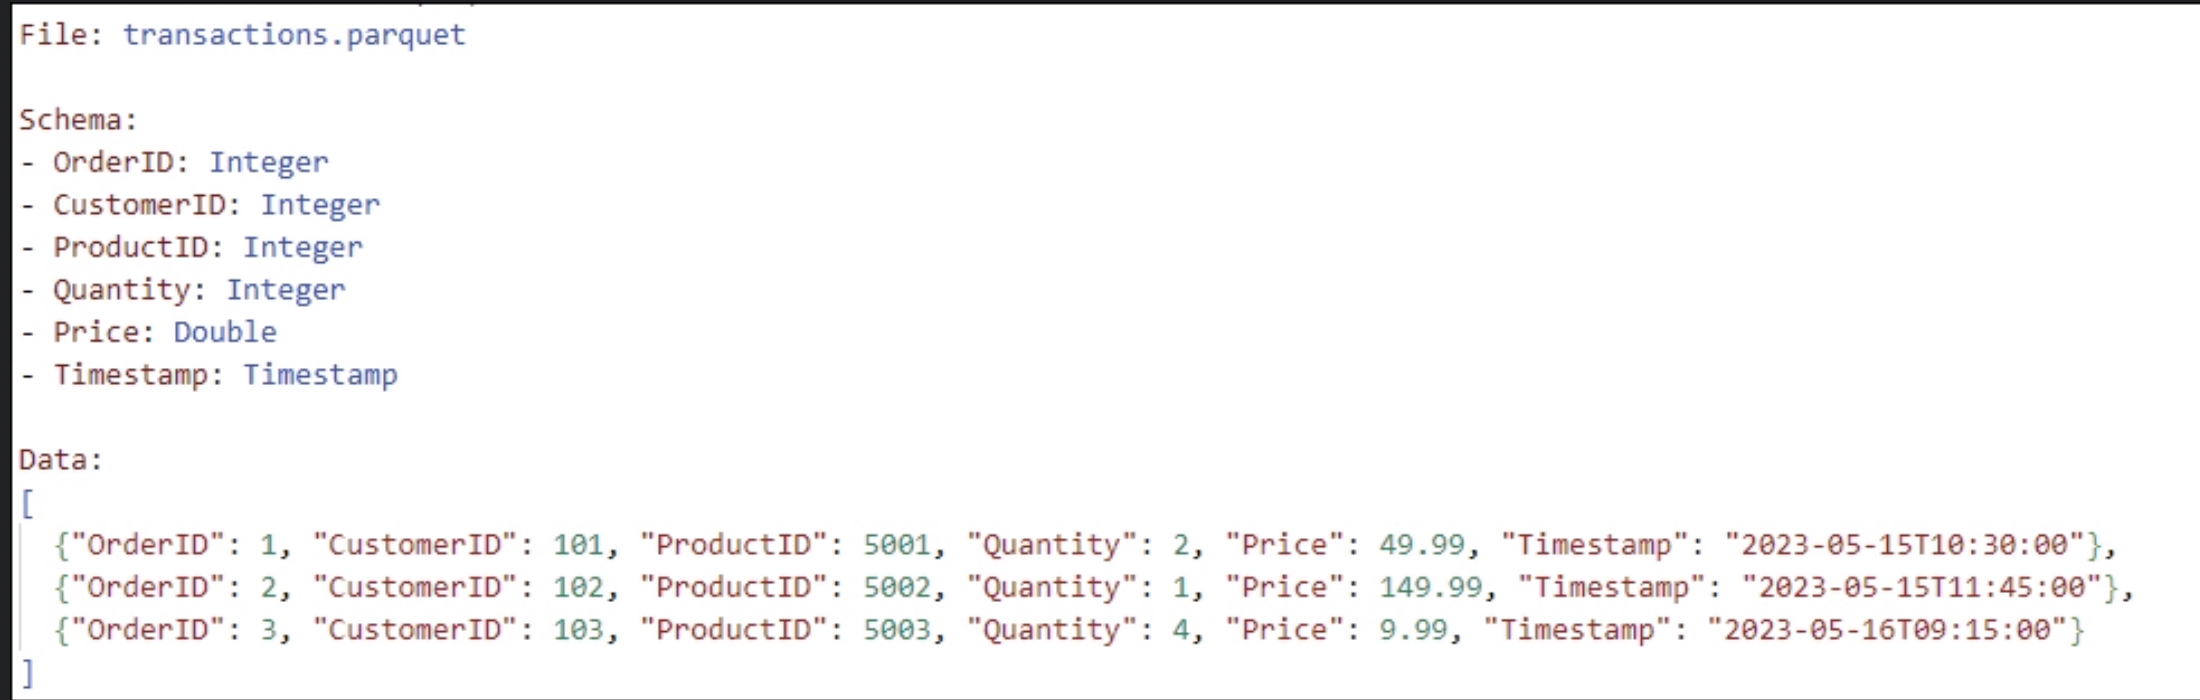 File: transactions.parquet
Schema:
- OrderID: Integer
- CustomerID: Integer
- ProductID: Integer
- Quantity: Integer
- Price: Double
- Timestamp: Timestamp
Data:
[
{"OrderID": 1, "CustomerID": 101, "ProductID": 5001, "Quantity": 2, "Price": 49.99, "Timestamp": "2023-05-15T10:30:00"},
{"OrderID": 2, "CustomerID": 102, "ProductID": 5002, "Quantity": 1, "Price": 149.99, "Timestamp": "2023-05-15T11:45:00"},
{"OrderID": 3, "CustomerID": 103, "ProductID": 5003, "Quantity": 4, "Price": 9.99, "Timestamp": "2023-05-16T09:15:00"}
]